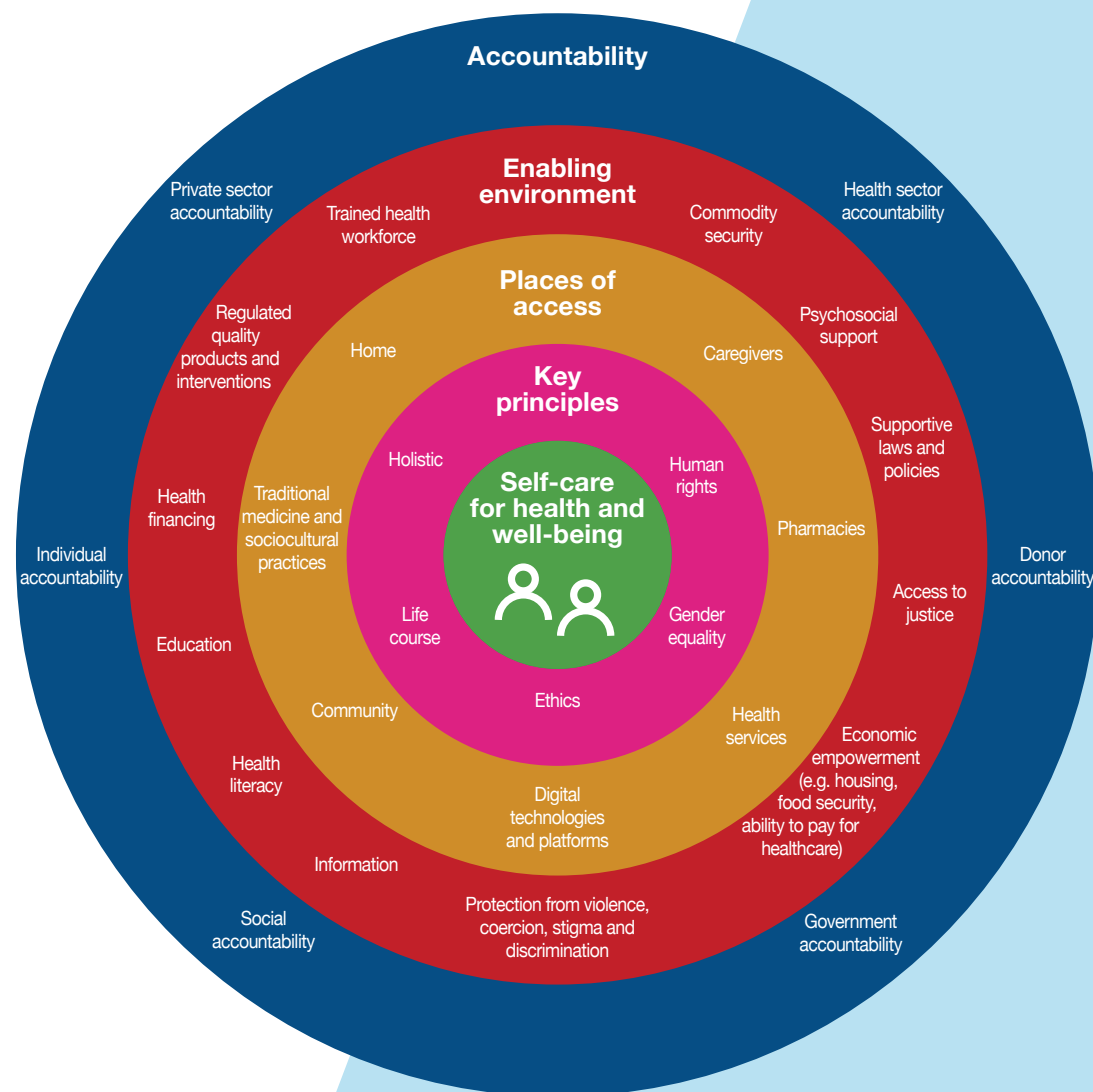 Accountability
Private sector
accountability
Health sector
accountability
Individual
accountability
Donor
accountability
Social
accountability
Government
accountability
Enabling
environment
Trained health
workforce
Commodity
security
Regulated
quality
products and
interventions
Psychosocial
support
Supportive
laws and
policies
Health
financing
Access to
justice
Education
Economic
empowerment
(e.g. housing,
food security,
ability to pay for
healthcare)
Health
literacy
Information
Protection from violence,
coercion, stigma and
discrimination
Places of
access
Home
Caregivers
Traditional
medicine and
sociocultural
practices
Pharmacies
Community
Health
services
Digital
technologies
and platforms
Key
principles
Holistic
Human
rights
Life
course
Gender
equality
Ethics
Self-care
for health and
well-being